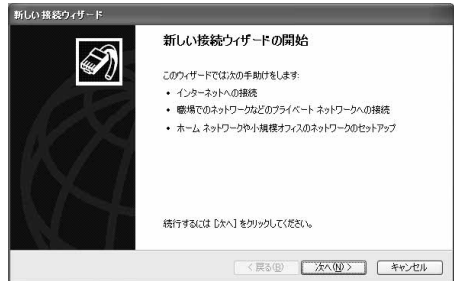 新しい接続ウィザード
新しい接続ウィザードの開始
このウィザードでは次の手助けをします:
• インターネットへの接続
• 職場でのネットワークなどのプライベート ネットワークへの接続
• ホーム ネットワークや小規模オフィスのネットワークのセットアップ
続行するには [次へ] をクリックしてください。
< 戻る(B) 次へ(N) > キャンセル